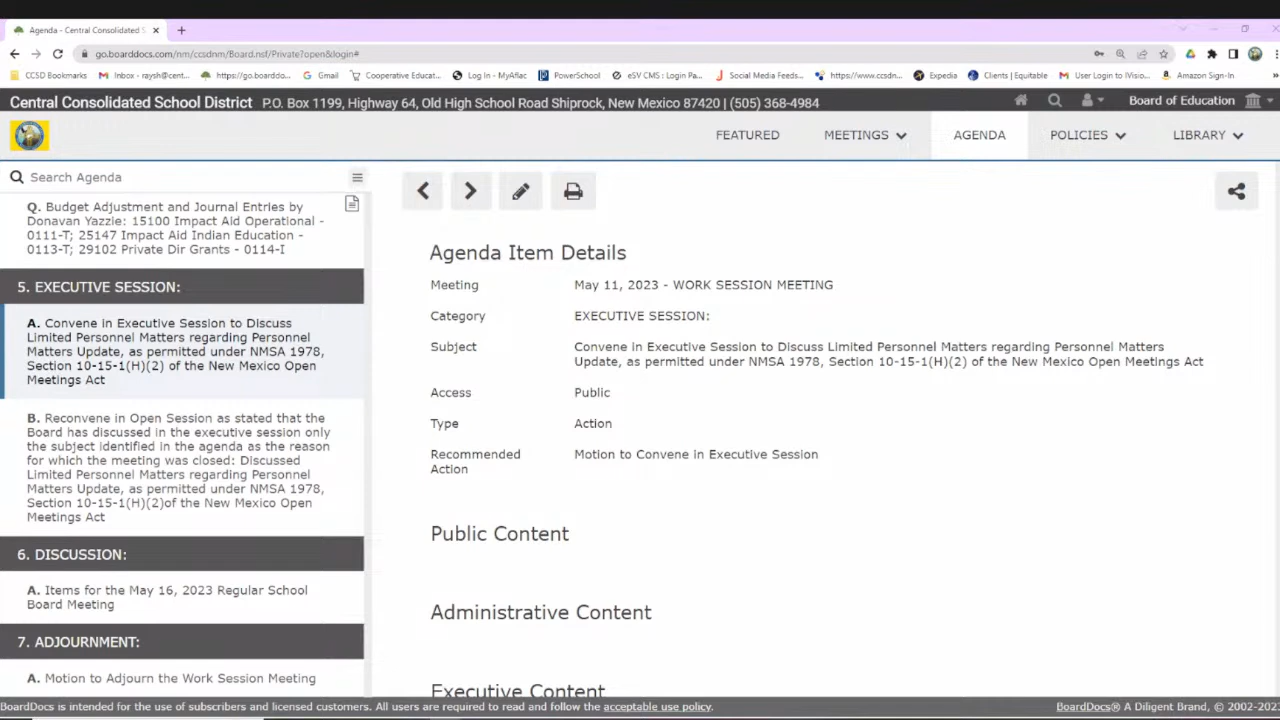 Agenda - Central Consolidated S
go.boarddocs.com/nm/ccsdnm/Board.nsf/Private?open&login#
CCSD Bookmarks Inbox - raysh@cent... https://go.boarddo... Gmail Cooperative Educat... Log In - MyAflac PowerSchool eSV CMS : Login Pa... Social Media Feeds... https://www.ccsdn... Expedia Clients | Equitable User Login to iVisio... Amazon Sign-In
Central Consolidated School District P.O. Box 1199, Highway 64, Old High School Road Shiprock, New Mexico 87420 | (505) 368-4984
Board of Education
FEATURED MEETINGS AGENDA POLICIES LIBRARY
Search Agenda
Q. Budget Adjustment and Journal Entries by
Donavan Yazzie: 15100 Impact Aid Operational -
0111-T; 25147 Impact Aid Indian Education -
0113-T; 29102 Private Dir Grants - 0114-I
5. EXECUTIVE SESSION:
A. Convene in Executive Session to Discuss
Limited Personnel Matters regarding Personnel
Matters Update, as permitted under NMSA 1978,
Section 10-15-1(H)(2) of the New Mexico Open
Meetings Act
B. Reconvene in Open Session as stated that the
Board has discussed in the executive session only
the subject identified in the agenda as the reason
for which the meeting was closed: Discussed
Limited Personnel Matters regarding Personnel
Matters Update, as permitted under NMSA 1978,
Section 10-15-1(H)(2)of the New Mexico Open
Meetings Act
6. DISCUSSION:
A. Items for the May 16, 2023 Regular School
Board Meeting
7. ADJOURNMENT:
A. Motion to Adjourn the Work Session Meeting
Agenda Item Details
Meeting May 11, 2023 - WORK SESSION MEETING
Category EXECUTIVE SESSION:
Subject Convene in Executive Session to Discuss Limited Personnel Matters regarding Personnel Matters
Update, as permitted under NMSA 1978, Section 10-15-1(H)(2) of the New Mexico Open Meetings Act
Access Public
Type Action
Recommended Motion to Convene in Executive Session
Action
Public Content
Administrative Content
Executive Content
BoardDocs is intended for the use of subscribers and licensed customers. All users are required to read and follow the acceptable use policy. BoardDocs® A Diligent Brand, © 2002-202